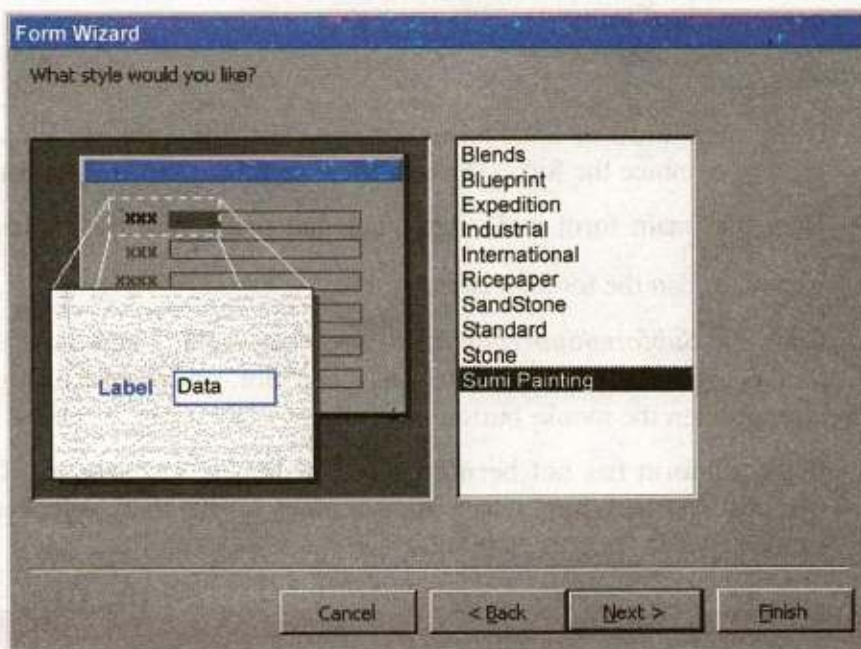 Form Wizard
What style would you like?
xxx
xxx
xxxx
Label Data
Blends
Blueprint
Expedition
Industrial
International
Ricepaper
SandStone
Standard
Stone
Sumi Painting
Cancel
< Back
Next >
Finish